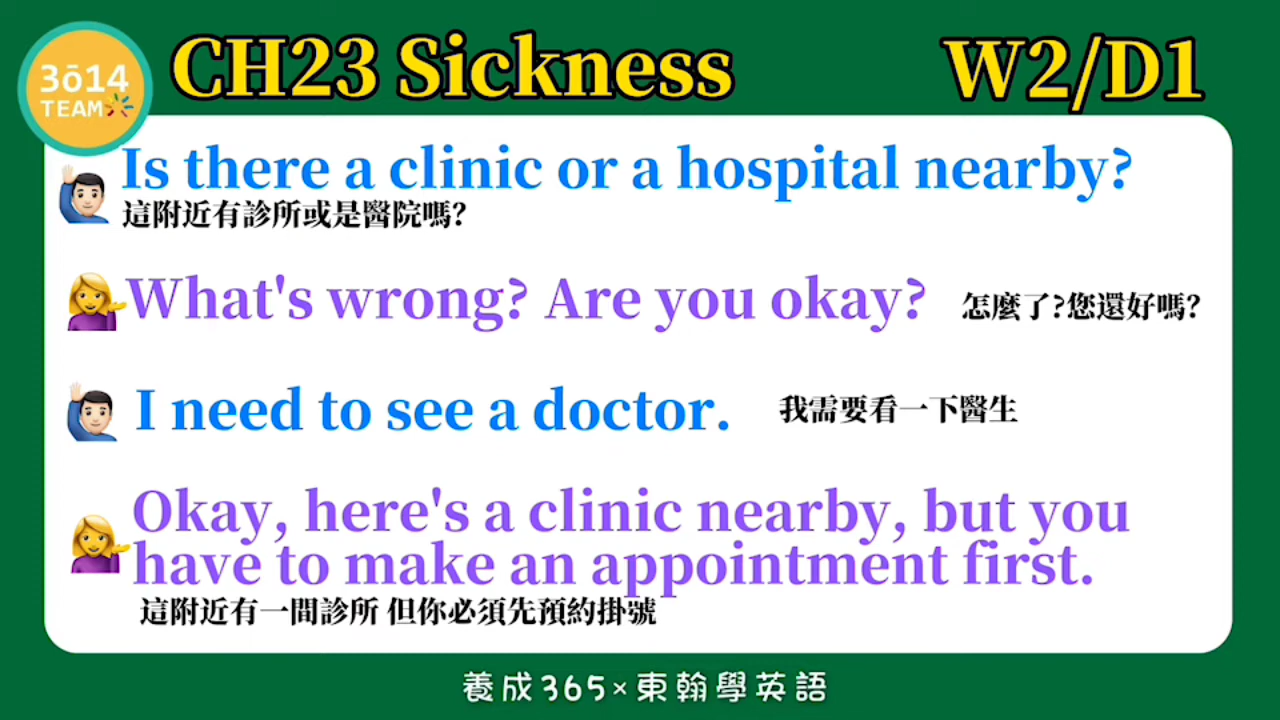 3ō14
TEAM
CH23 Sickness
W2/D1
Is there a clinic or a hospital nearby?
這附近有診所或是醫院嗎?
What's wrong? Are you okay?
怎麼了?您還好嗎?
I need to see a doctor.
我需要看一下醫生
Okay, here's a clinic nearby, but you
have to make an appointment first.
這附近有一間診所 但你必須先預約掛號
養成365×東翰學英語